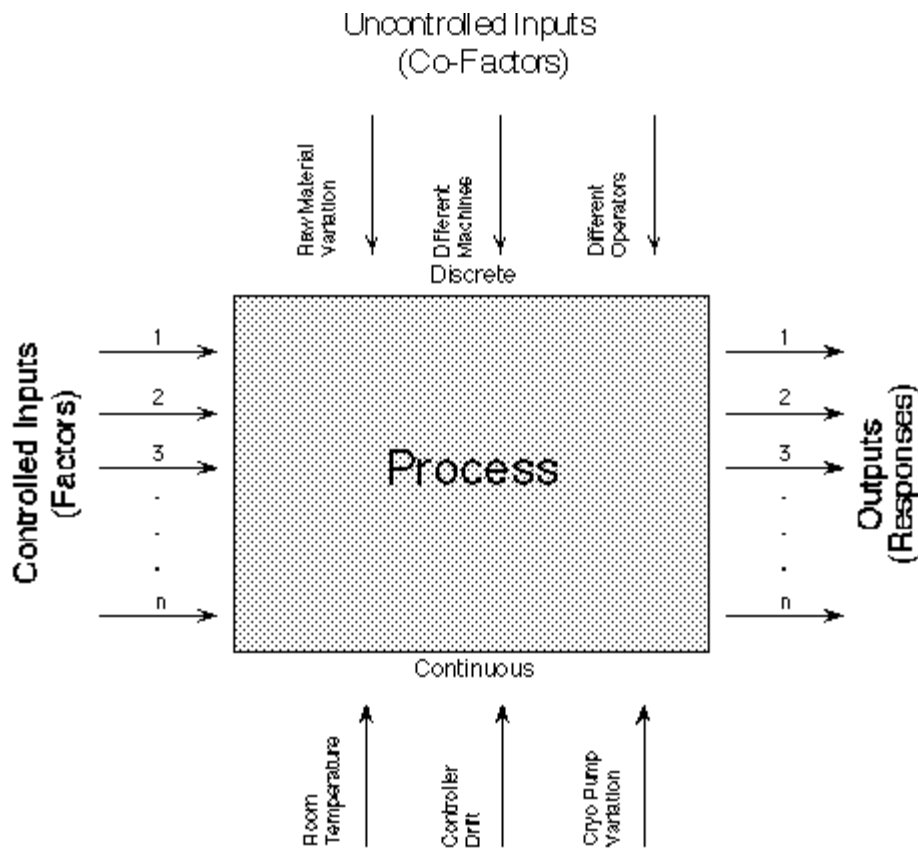 Uncontrolled Inputs
(Co-Factors)
Raw Material
Variation
Different
Machines
Different
Operators
Discrete
Controlled Inputs
(Factors)
1
2
3
.
.
.
n
Process
1
2
3
.
.
.
n
Outputs
(Responses)
Continuous
Room
Temperature
Controller
Drift
Cryo Pump
Variation